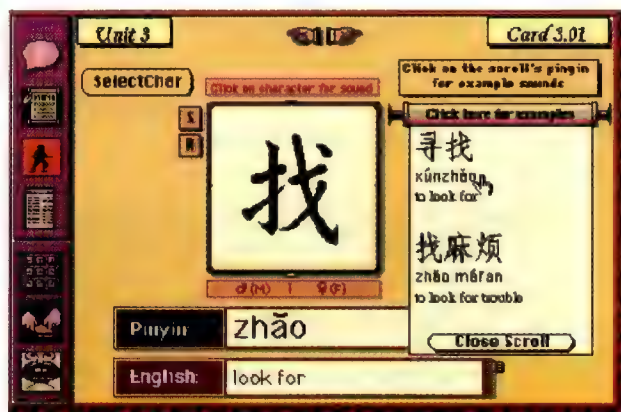 Unit 3
Card 3.01
SelectChar
Click on character for sound
Click on the scroll's pinyin
for example sounds
Click here for examples
S
R
找
寻找
xúnzhǎo
to look for
找麻烦
zhǎo máfan
to look for trouble
Close Scroll
♂(M) | ♀(F)
Pinyin:
zhǎo
English:
look for